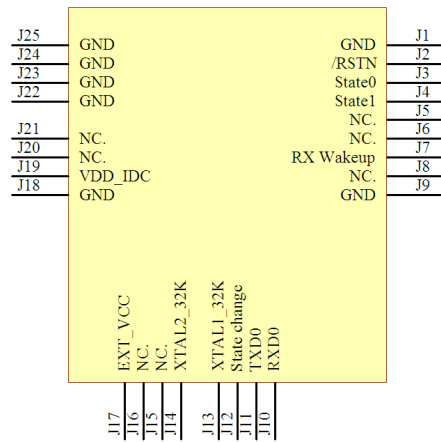 J25 GND GND J1
J24 GND /RSTN J2
J23 GND State0 J3
J22 GND State1 J4
NC. J5
J21 NC. NC. J6
J20 NC. RX Wakeup J7
J19 VDD_IDC NC. J8
J18 GND GND J9
EXT_VCC J17
NC. J16
NC. J15
XTAL2_32K J14
XTAL1_32K J13
State change J12
TXD0 J11
RXD0 J10